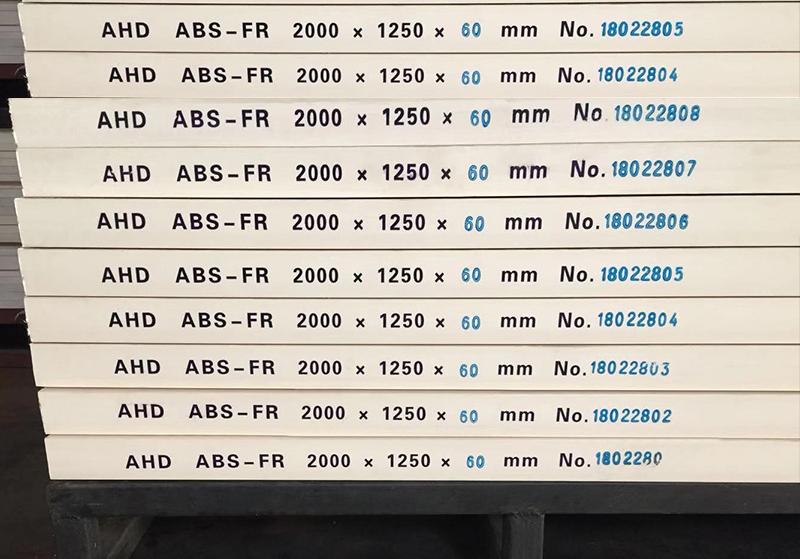 AHD ABS-FR 2000 x 1250 x 60 mm No. 18022805
AHD ABS-FR 2000 x 1250 x 60 mm No. 18022804
AHD ABS-FR 2000 x 1250 x 60 mm No. 18022808
AHD ABS-FR 2000 x 1250 x 60 mm No. 18022807
AHD ABS-FR 2000 x 1250 x 60 mm No. 18022806
AHD ABS-FR 2000 x 1250 x 60 mm No. 18022805
AHD ABS-FR 2000 x 1250 x 60 mm No. 18022804
AHD ABS-FR 2000 x 1250 x 60 mm No. 18022803
AHD ABS-FR 2000 x 1250 x 60 mm No. 18022802
AHD ABS-FR 2000 x 1250 x 60 mm No. 1802280